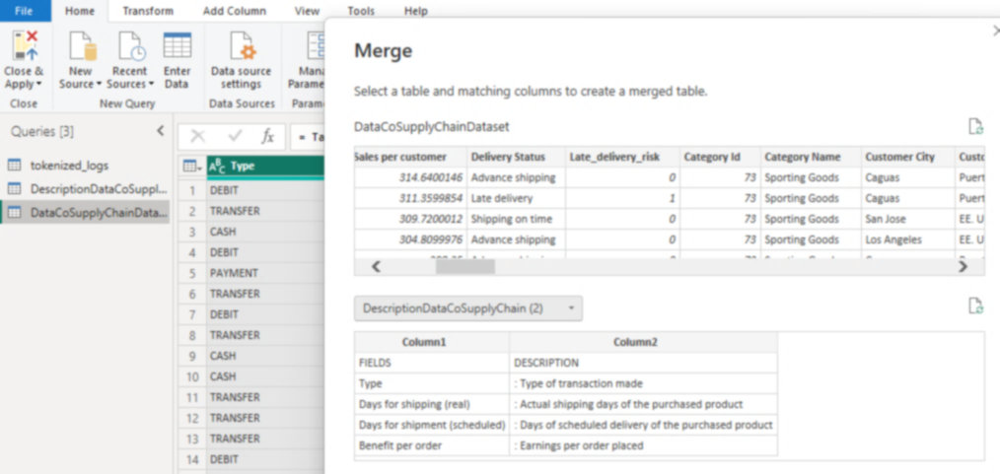 File Home Transform Add Column View Tools Help
Close & Apply
New Source
Recent Sources
Enter Data
Data source settings
Close New Query Data Sources
Merge
Select a table and matching columns to create a merged table.
Queries [3]
fx
tokenized_logs
DescriptionDataCoSuppl...
DataCoSupplyChainData...
ABC Type
1 DEBIT
2 TRANSFER
3 CASH
4 DEBIT
5 PAYMENT
6 TRANSFER
7 DEBIT
8 TRANSFER
9 CASH
10 CASH
11 TRANSFER
12 TRANSFER
13 TRANSFER
14 DEBIT
DataCoSupplyChainDataset
Sales per customer Delivery Status Late_delivery_risk Category Id Category Name Customer City
314.6400146 Advance shipping 0 73 Sporting Goods Caguas
311.3599854 Late delivery 1 73 Sporting Goods Caguas
309.7200012 Shipping on time 0 73 Sporting Goods San Jose EE. U
304.8099976 Advance shipping 0 73 Sporting Goods Los Angeles EE. U
DescriptionDataCoSupplyChain (2)
Column1 Column2
FIELDS DESCRIPTION
Type : Type of transaction made
Days for shipping (real) : Actual shipping days of the purchased product
Days for shipment (scheduled) : Days of scheduled delivery of the purchased product
Benefit per order : Earnings per order placed